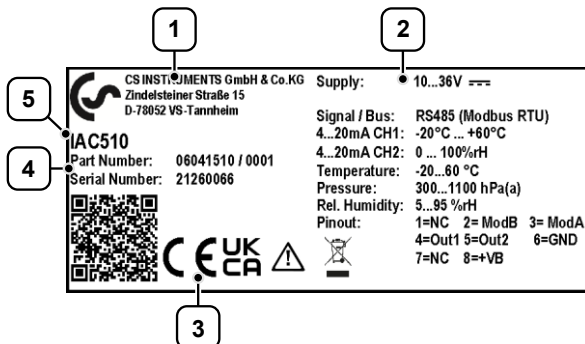 1
2
CS INSTRUMENTS GmbH & Co.KG
Zindelsteiner Straße 15
D-78052 VS-Tannheim
5
IAC510
4
Part Number: 06041510 / 0001
Serial Number: 21260066
CE UK CA
3
Supply: 10...36V
Signal / Bus: RS485 (Modbus RTU)
4...20mA CH1: -20°C ... +60°C
4...20mA CH2: 0 ... 100%rH
Temperature: -20...60 °C
Pressure: 300...1100 hPa(a)
Rel. Humidity: 5...95 %rH
Pinout: 1=NC 2= ModB 3= ModA
4=Out1 5=Out2 6=GND
7=NC 8=+VB